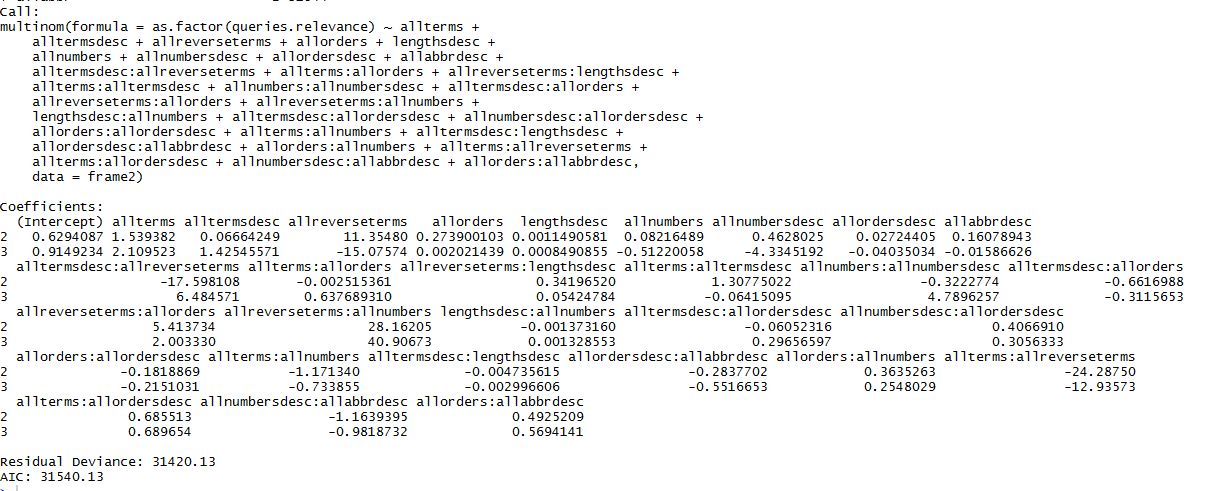 Call:
multinom(formula = as.factor(queries.relevance) ~ allterms +
    alltermsdesc + allreverseterms + allorders + lengthsdesc +
    allnumbers + allnumbersdesc + allordersdesc + allabbrdesc +
    alltermsdesc:allreverseterms + allterms:allorders + allreverseterms:lengthsdesc +
    allterms:alltermsdesc + allnumbers:allnumbersdesc + alltermsdesc:allorders +
    allreverseterms:allorders + allreverseterms:allnumbers +
    lengthsdesc:allnumbers + alltermsdesc:allordersdesc + allnumbersdesc:allordersdesc +
    allorders:allordersdesc + allterms:allnumbers + alltermsdesc:lengthsdesc +
    allordersdesc:allabbrdesc + allorders:allnumbers + allterms:allreverseterms +
    allterms:allordersdesc + allnumbersdesc:allabbrdesc + allorders:allabbrdesc,
    data = frame2)

Coefficients:
  (Intercept) allterms alltermsdesc allreverseterms   allorders  lengthsdesc  allnumbers allnumbersdesc allordersdesc allabbrdesc
2   0.6294087 1.539382   0.06664249        11.35480 0.273900103 0.0011490581  0.08216489      0.4628025    0.02724405  0.16078943
3   0.9149234 2.109523   1.42545571       -15.07574 0.002021439 0.0008490855 -0.51220058     -4.3345192   -0.04035034 -0.01586626
  alltermsdesc:allreverseterms allterms:allorders allreverseterms:lengthsdesc allterms:alltermsdesc allnumbers:allnumbersdesc alltermsdesc:allorders
2                   -17.598108       -0.002515361                  0.34196520            1.30775022                -0.3222774             -0.6616988
3                     6.484571        0.637689310                  0.05424784           -0.06415095                 4.7896257             -0.3115653
  allreverseterms:allorders allreverseterms:allnumbers lengthsdesc:allnumbers alltermsdesc:allordersdesc allnumbersdesc:allordersdesc
2                  5.413734                   28.16205           -0.001373160                -0.06052316                    0.4066910
3                  2.003330                   40.90673            0.001328553                 0.29656597                    0.3056333
  allorders:allordersdesc allterms:allnumbers alltermsdesc:lengthsdesc allordersdesc:allabbrdesc allorders:allnumbers allterms:allreverseterms
2              -0.1818869           -1.171340             -0.004735615                -0.2837702            0.3635263                -24.28750
3              -0.2151031           -0.733855             -0.002996606                -0.5516653            0.2548029                -12.93573
  allterms:allordersdesc allnumbersdesc:allabbrdesc allorders:allabbrdesc
2               0.685513                 -1.1639395             0.4925209
3               0.689654                 -0.9818732             0.5694141

Residual Deviance: 31420.13
AIC: 31540.13